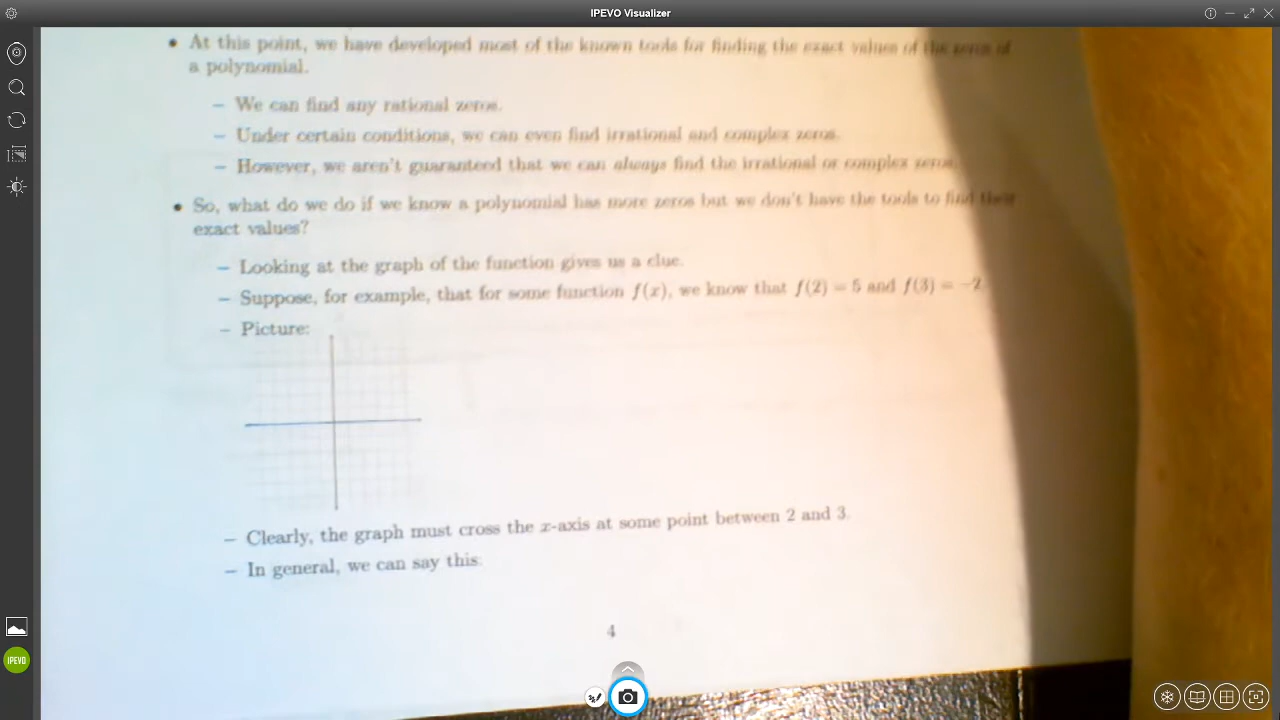 IPEVO Visualizer
• At this point, we have developed most of the known tools for finding the exact values of the zeros of
a polynomial.
– We can find any rational zeros.
– Under certain conditions, we can even find irrational and complex zeros.
– However, we aren't guaranteed that we can always find the irrational or complex zeros.
• So, what do we do if we know a polynomial has more zeros but we don't have the tools to find their
exact values?
– Looking at the graph of the function gives us a clue.
– Suppose, for example, that for some function f(x), we know that f(2) = 5 and f(3) = −2.
– Picture:
– Clearly, the graph must cross the x-axis at some point between 2 and 3.
– In general, we can say this:
4
IPEVO